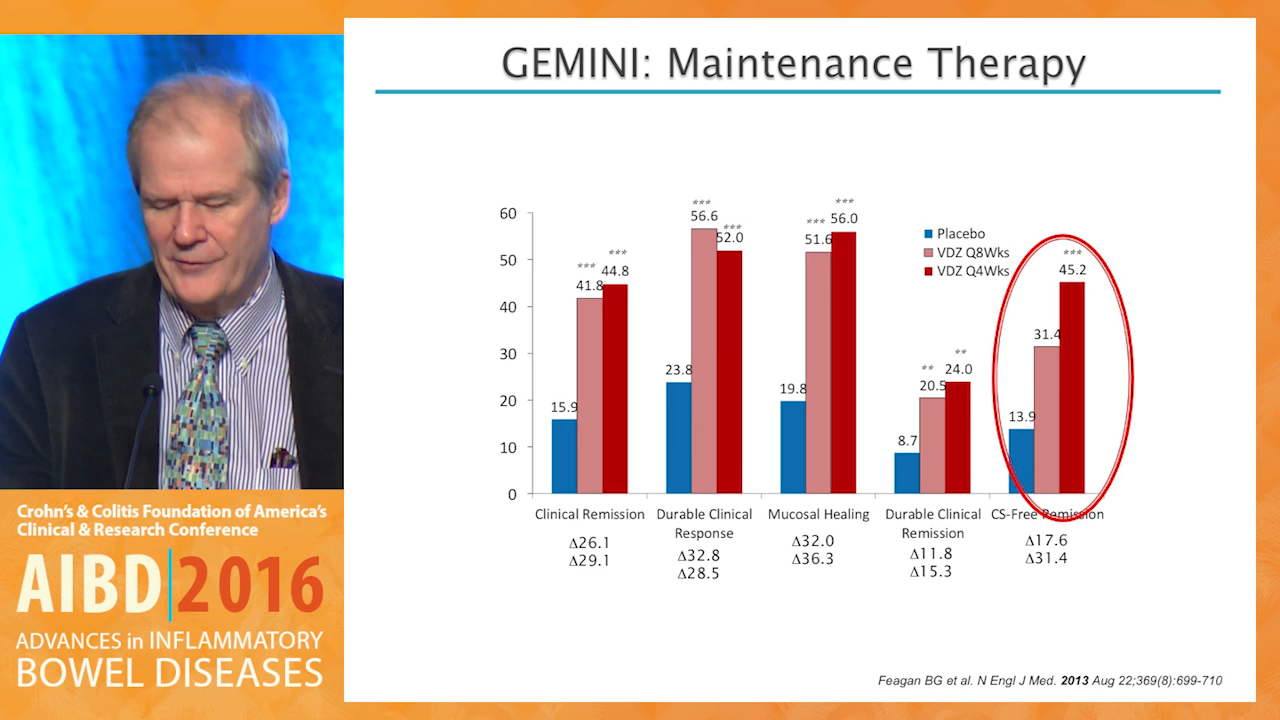 GEMINI: Maintenance Therapy
60
50
40
30
20
10
0
15.9
***
41.8
***
44.8
23.8
***
56.6
***
52.0
19.8
***
51.6
***
56.0
8.7
**
20.5
**
24.0
13.9
31.4
***
45.2
Placebo
VDZ Q8Wks
VDZ Q4Wks
Clinical Remission
Δ26.1
Δ29.1
Durable Clinical
Response
Δ32.8
Δ28.5
Mucosal Healing
Δ32.0
Δ36.3
Durable Clinical
Remission
Δ11.8
Δ15.3
CS-Free Remission
Δ17.6
Δ31.4
Feagan BG et al. N Engl J Med. 2013 Aug 22;369(8):699-710
Crohn's & Colitis Foundation of America's
Clinical & Research Conference
AIBD|2016
ADVANCES in INFLAMMATORY
BOWEL DISEASES